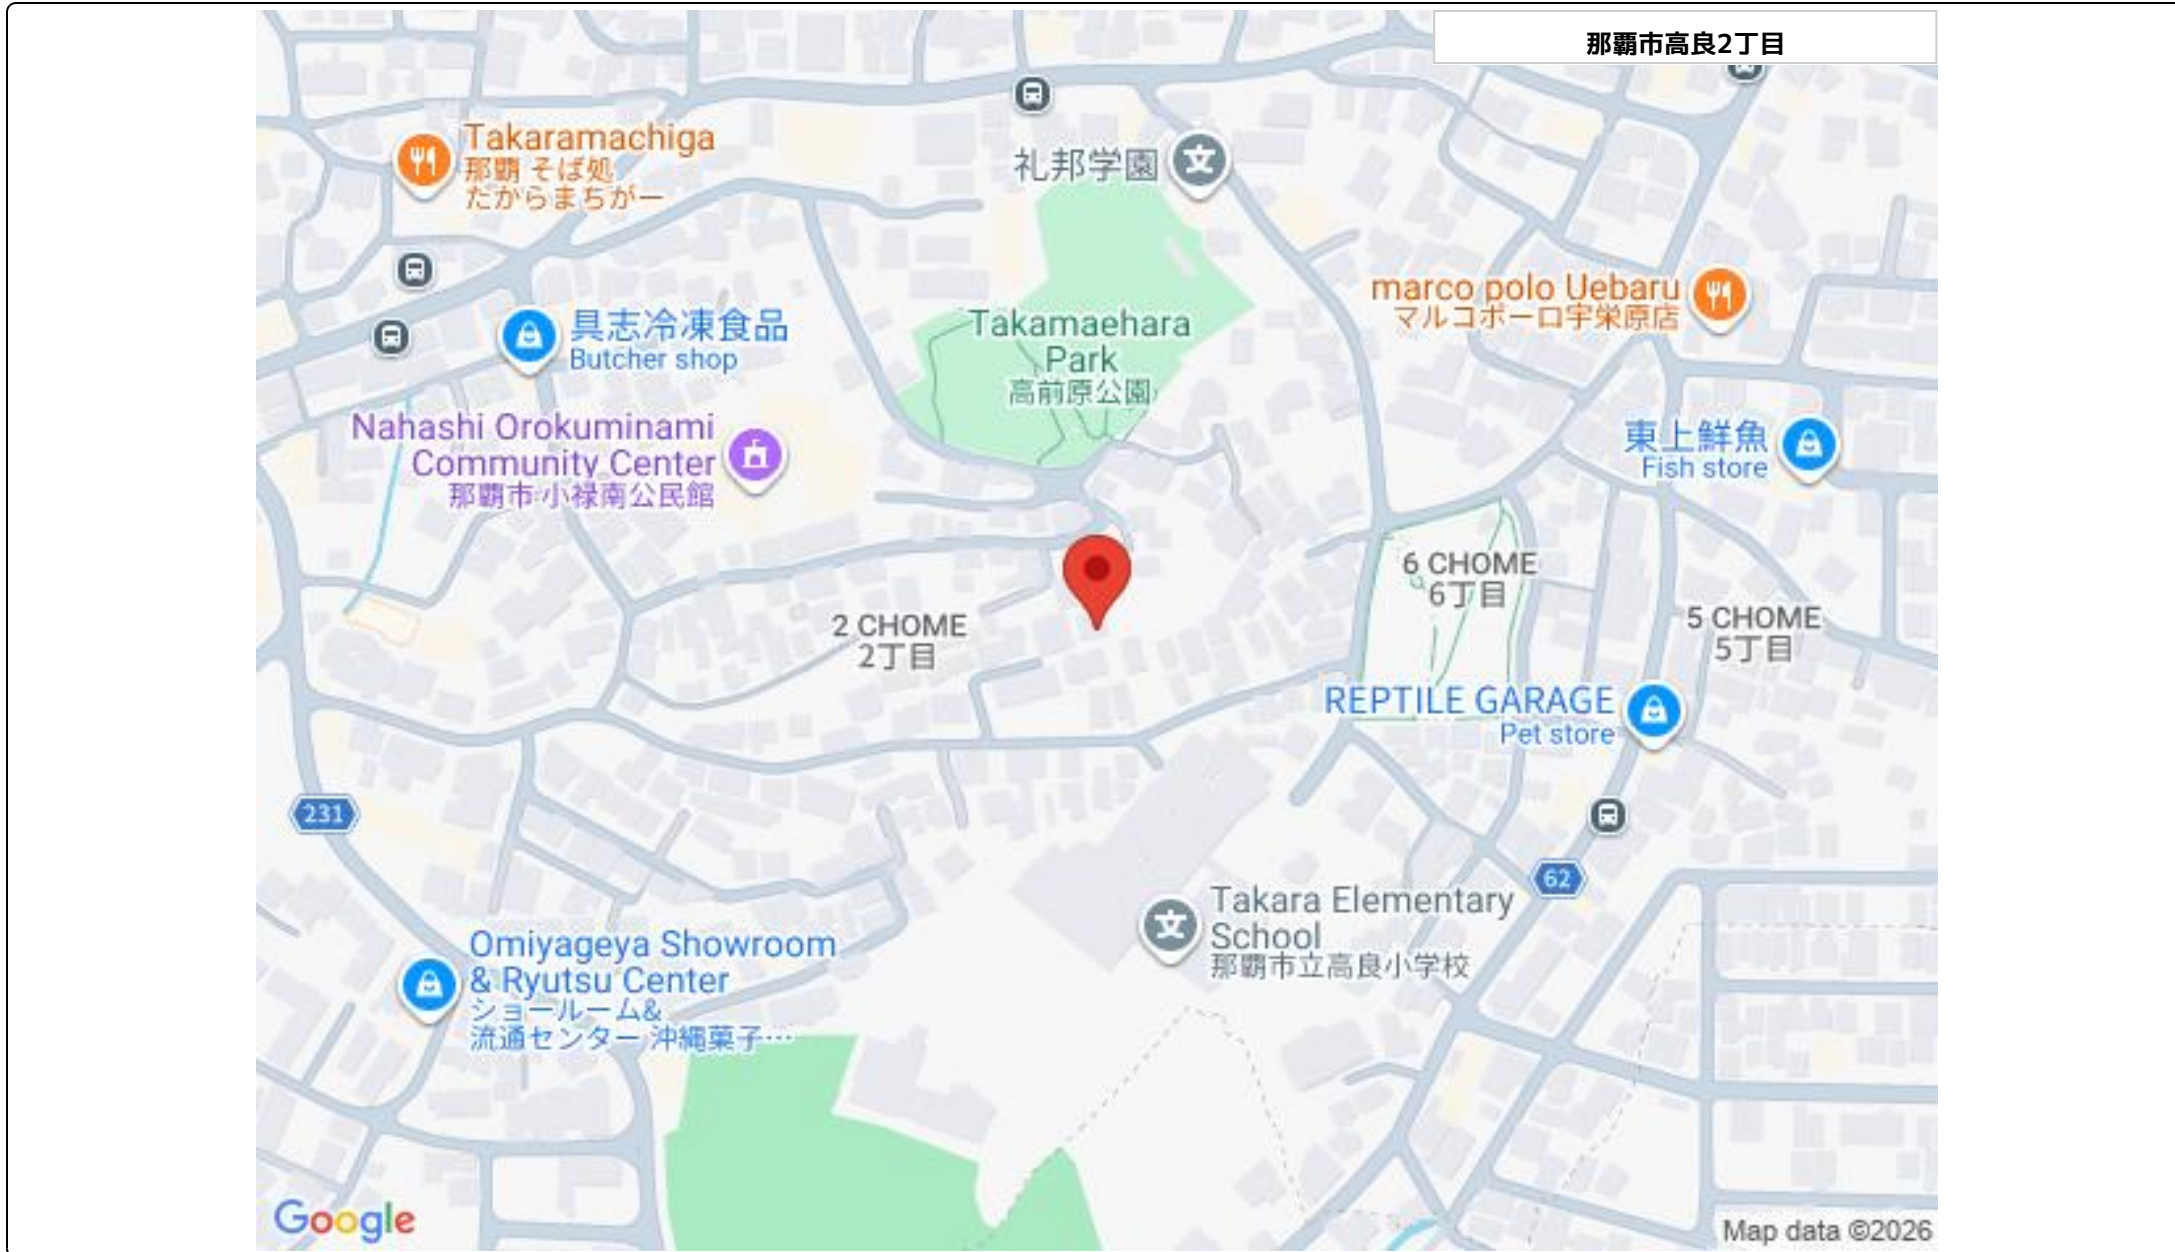 那覇市高良2丁目
Takaramachiga
那覇 そば処
たからまちがー
礼邦学園
marco polo Uebaru
マルコポーロ宇栄原店
具志冷凍食品
Butcher shop
Takamaehara
Park
高前原公園
Nahashi Orokuminami
Community Center
那覇市 小禄南公民館
東上鮮魚
Fish store
6 CHOME
6丁目
2 CHOME
2丁目
5 CHOME
5丁目
REPTILE GARAGE
Pet store
231
62
Takara Elementary
School
那覇市立高良小学校
Omiyageya Showroom
& Ryutsu Center
ショールーム&
流通センター 沖縄菓子…
Google
Map data ©2026